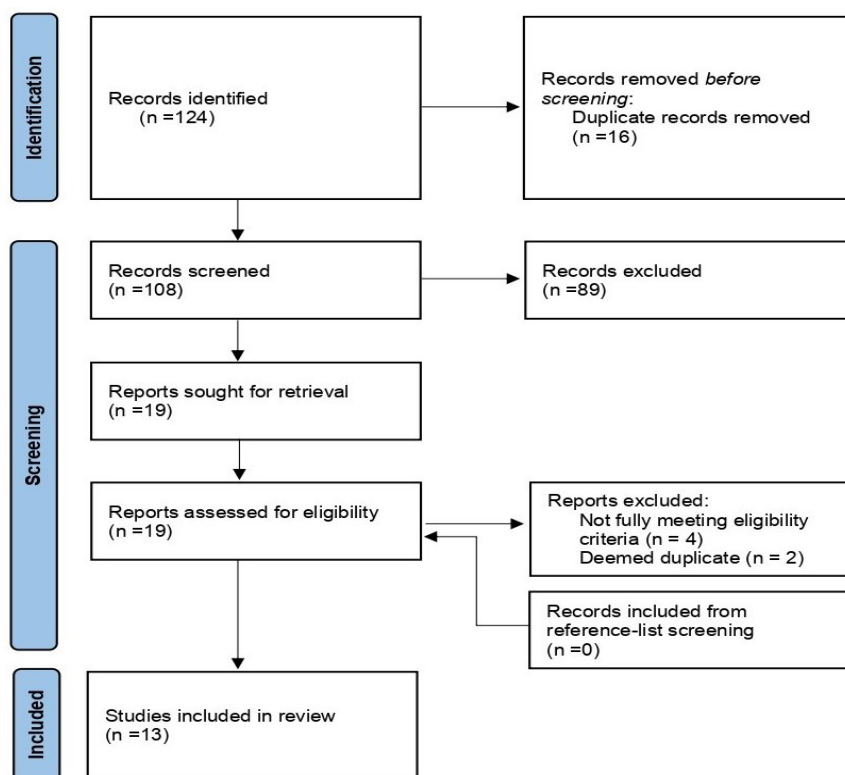 Identification
Records identified
(n =124)
Records removed before
screening:
Duplicate records removed
(n =16)
Screening
Records screened
(n =108)
Records excluded
(n =89)
Reports sought for retrieval
(n =19)
Reports assessed for eligibility
(n =19)
Reports excluded:
Not fully meeting eligibility
criteria (n = 4)
Deemed duplicate (n = 2)
Records included from
reference-list screening
(n =0)
Included
Studies included in review
(n =13)